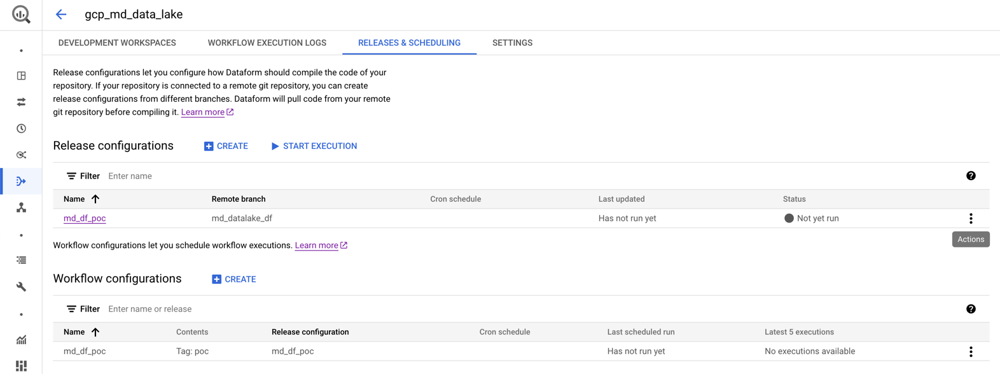 gcp_md_data_lake
DEVELOPMENT WORKSPACES WORKFLOW EXECUTION LOGS RELEASES & SCHEDULING SETTINGS
Release configurations let you configure how Dataform should compile the code of your
repository. If your repository is connected to a remote git repository, you can create
release configurations from different branches. Dataform will pull code from your remote
git repository before compiling it. Learn more
Release configurations CREATE START EXECUTION
Filter Enter name
Name Remote branch Cron schedule Last updated Status
md_df_poc md_datalake_df Has not run yet Not yet run
Actions
Workflow configurations let you schedule workflow executions. Learn more
Workflow configurations CREATE
Filter Enter name or release
Name Contents Release configuration Cron schedule Last scheduled run Latest 5 executions
md_df_poc Tag: poc md_df_poc Has not run yet No executions available